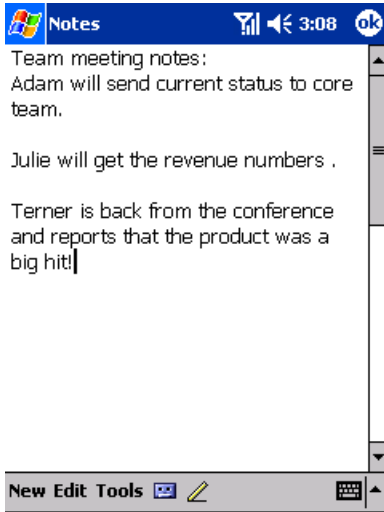 Notes 3:08 ok
Team meeting notes:
Adam will send current status to core
team.
Julie will get the revenue numbers .
Terner is back from the conference
and reports that the product was a
big hit!
New Edit Tools